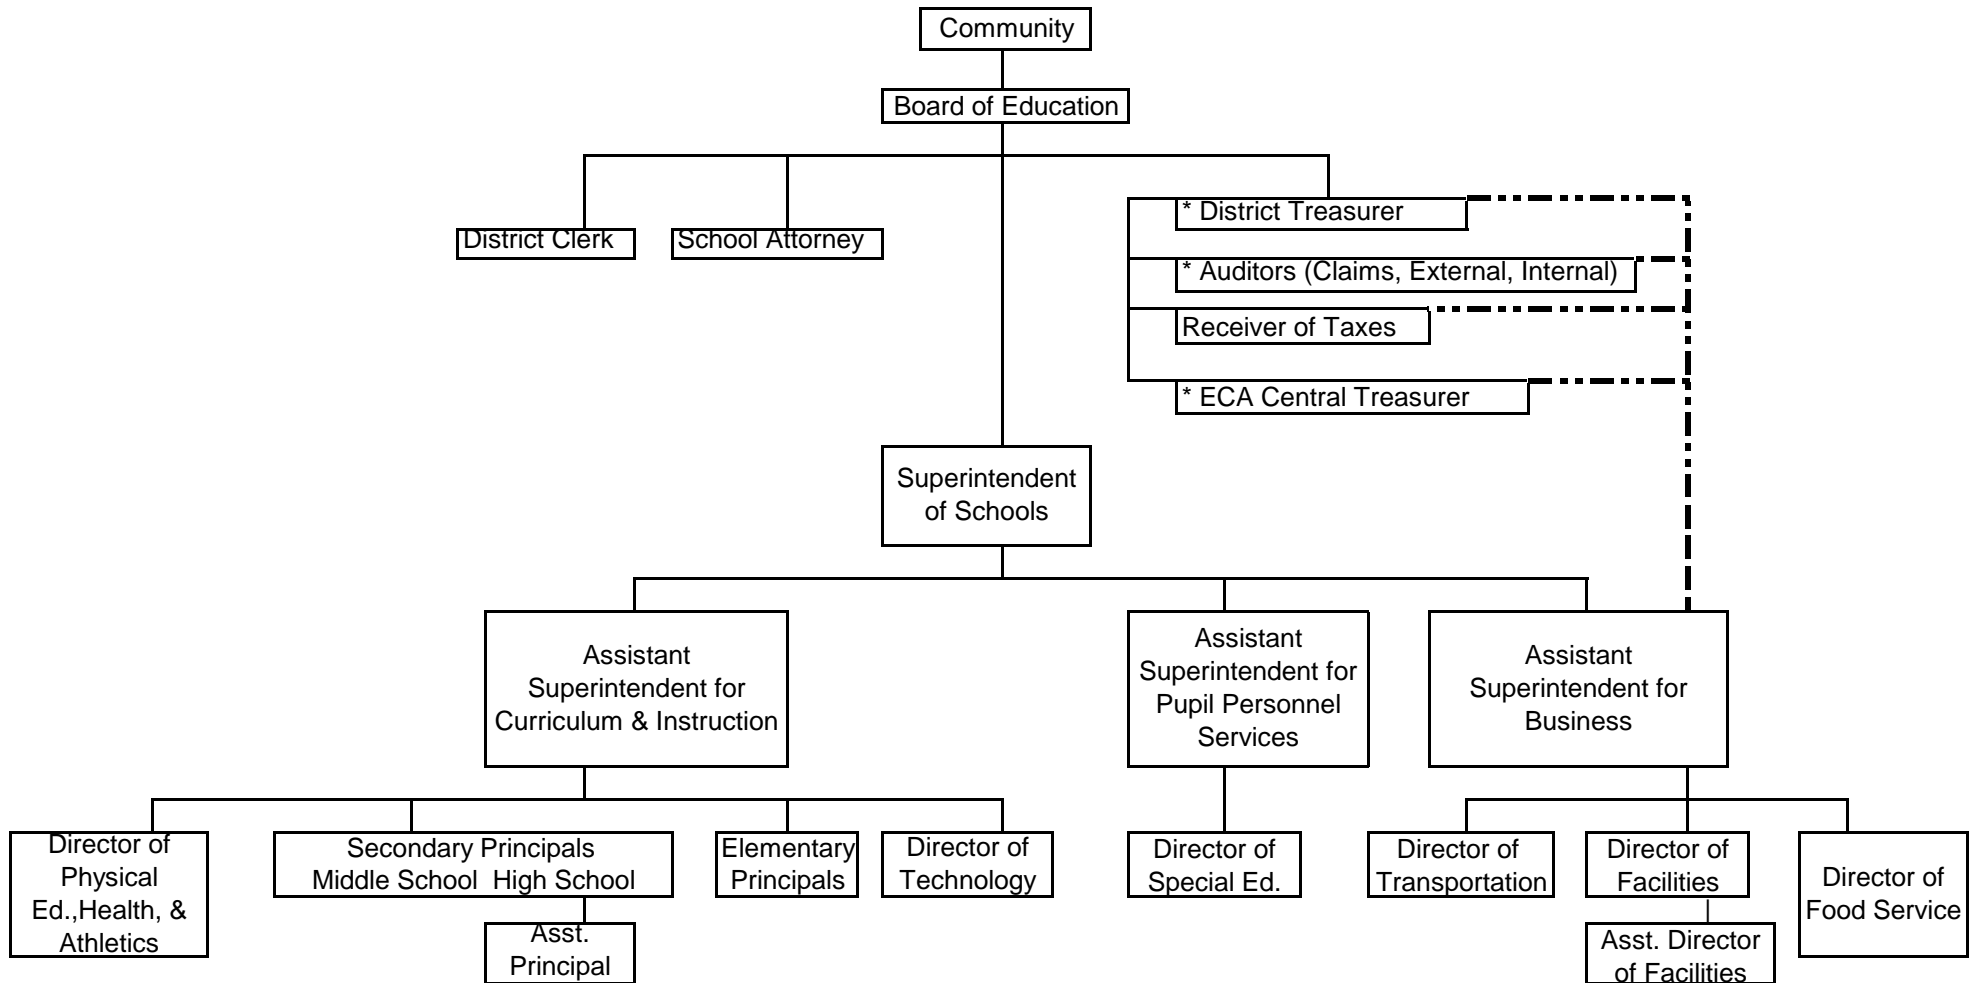 Community
Board of Education
District Clerk
School Attorney
* District Treasurer
* Auditors (Claims, External, Internal)
Receiver of Taxes
* ECA Central Treasurer
Superintendent
of Schools
Assistant
Superintendent for
Curriculum & Instruction
Assistant
Superintendent for
Pupil Personnel
Services
Assistant
Superintendent for
Business
Director of
Physical
Ed.,Health, &
Athletics
Secondary Principals
Middle School  High School
Asst.
Principal
Elementary
Principals
Director of
Technology
Director of
Special Ed.
Director of
Transportation
Director of
Facilities
Asst. Director
of Facilities
Director of
Food Service